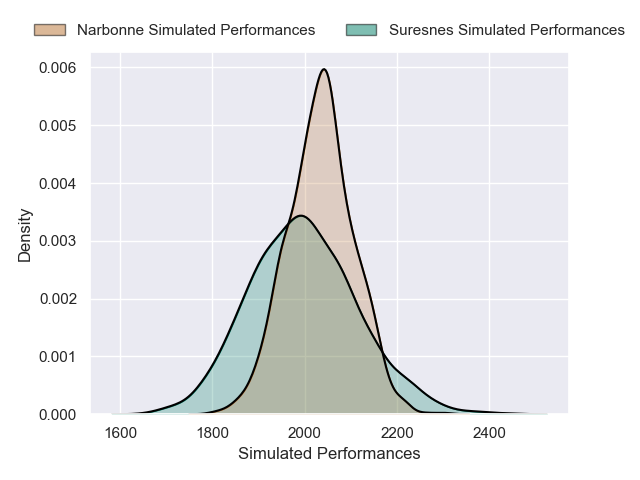 Narbonne Simulated Performances Suresnes Simulated Performances
0.006
0.005
0.004
0.003
0.002
0.001
0.000
Density
1600 1800 2000 2200 2400
Simulated Performances